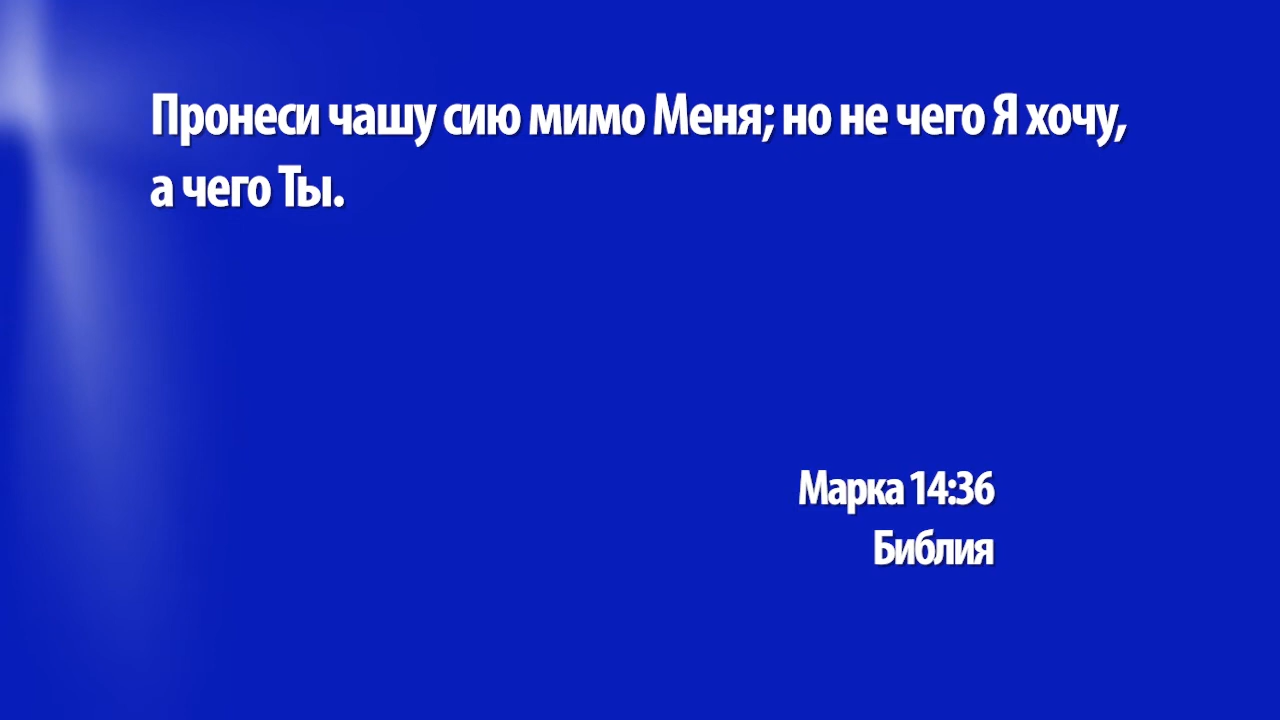 Пронеси чашу сию мимо Меня; но не чего Я хочу,
а чего Ты.
Марка 14:36
Библия